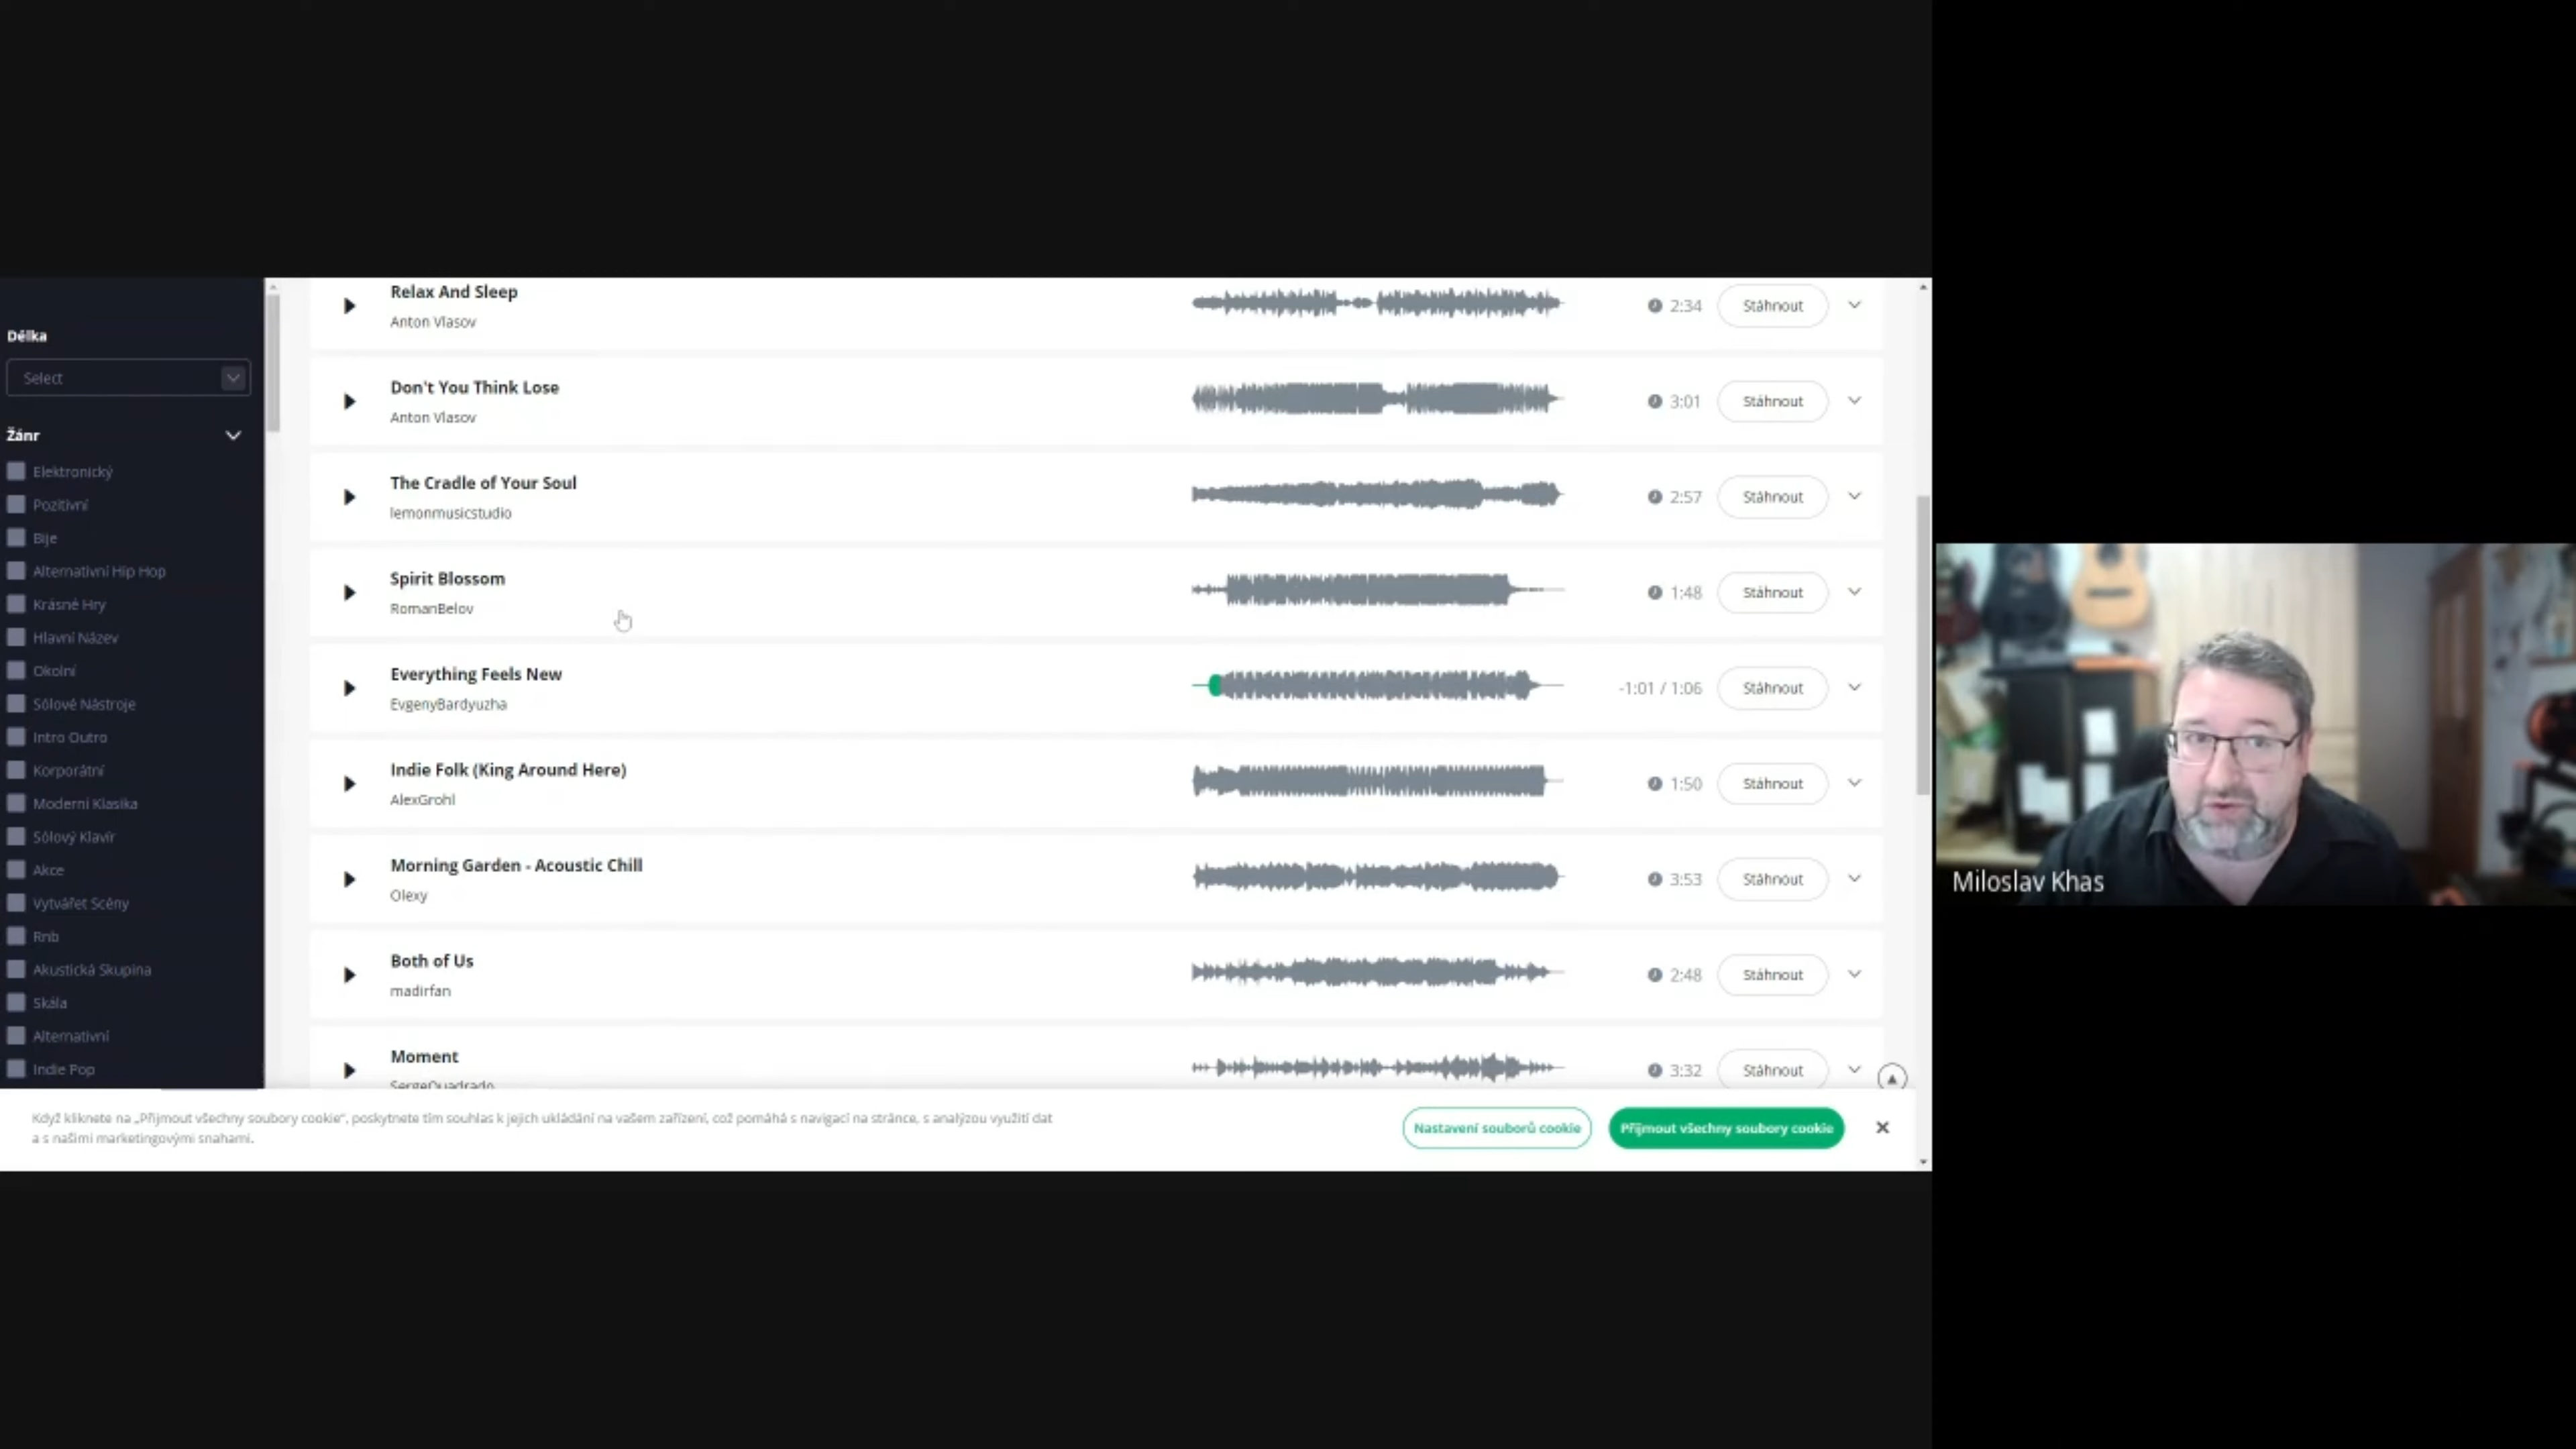 Délka
Select
Žánr
Elektronický
Pozitivní
Bije
Alternativní Hip Hop
Krásné Hry
Hlavní Název
Okolní
Sólové Nástroje
Intro Outro
Korporátní
Moderní Klasika
Sólový Klavír
Akce
Vytvářet Scény
Rnb
Akustická Skupina
Skála
Alternativní
Indie Pop
Relax And Sleep
Anton Vlasov
2:34
Stáhnout
Don't You Think Lose
Anton Vlasov
3:01
Stáhnout
The Cradle of Your Soul
lemonmusicstudio
2:57
Stáhnout
Spirit Blossom
RomanBelov
1:48
Stáhnout
Everything Feels New
EvgenyBardyuzha
-1:01 / 1:06
Stáhnout
Indie Folk (King Around Here)
AlexGrohl
1:50
Stáhnout
Morning Garden - Acoustic Chill
Olexy
3:53
Stáhnout
Both of Us
madirfan
2:48
Stáhnout
Moment
SergeQuadrado
3:32
Stáhnout
Když kliknete na „Přijmout všechny soubory cookie“, poskytnete tím souhlas k jejich ukládání na vašem zařízení, což pomáhá s navigací na stránce, s analýzou využití dat
a s našimi marketingovými snahami.
Nastavení souborů cookie
Přijmout všechny soubory cookie
Miloslav Khas